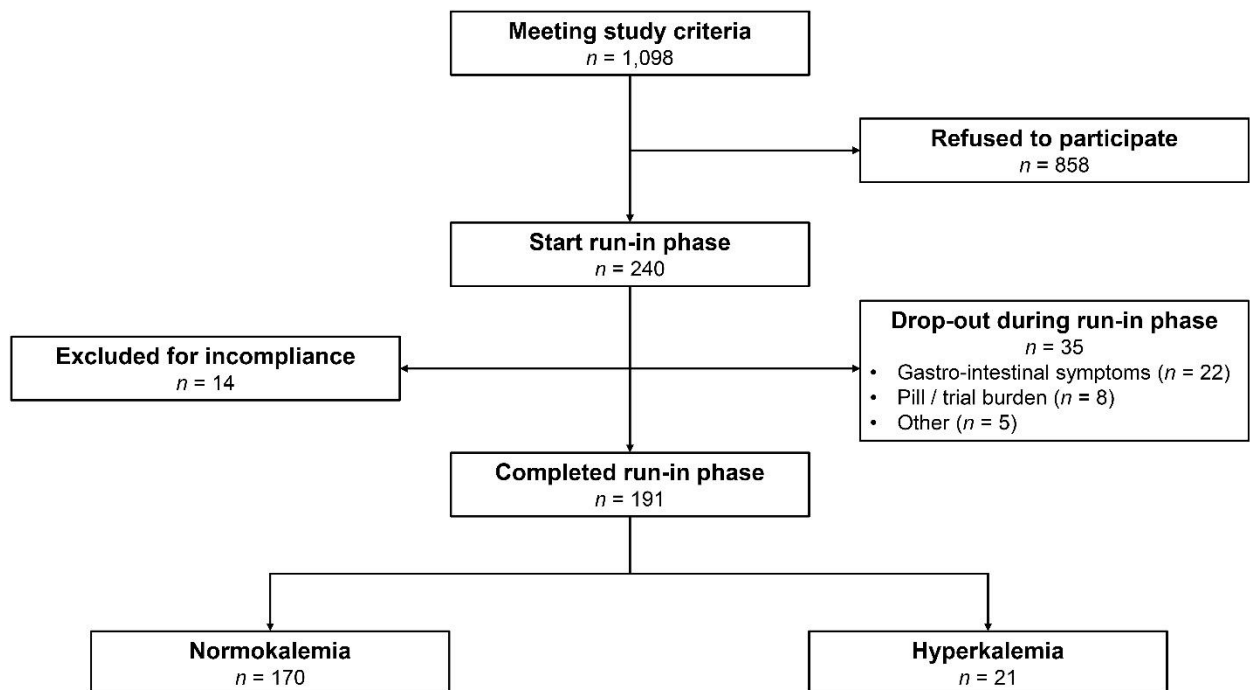 Meeting study criteria
n = 1,098
Refused to participate
n = 858
Start run-in phase
n = 240
Excluded for incompliance
n = 14
Drop-out during run-in phase
n = 35
• Gastro-intestinal symptoms (n = 22)
• Pill / trial burden (n = 8)
• Other (n = 5)
Completed run-in phase
n = 191
Normokalemia
n = 170
Hyperkalemia
n = 21